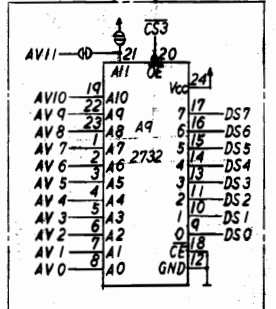 CS3
AV11 21 20
A11 OE
Vcc 24
AV10 19 A10 7 17 DS7
AV9 22 A9 A9 6 16 DS6
AV8 23 A8 5 15 DS5
AV7 1 A7 2732 4 14 DS4
AV6 2 A6 3 13 DS3
AV5 3 A5 2 11 DS2
AV4 4 A4 1 10 DS1
AV3 5 A3 0 9 DS0
AV2 6 A2 CE 18
AV1 7 A1 GND 12
AV0 8 A0